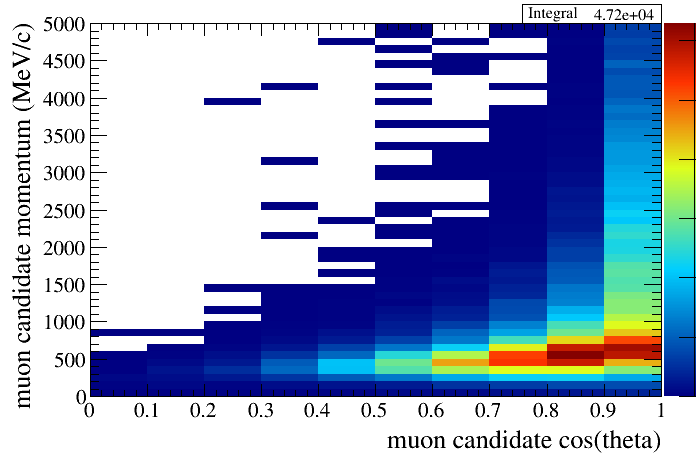 Integral 4.72e+04
muon candidate momentum (MeV/c)
5000
4500
4000
3500
3000
2500
2000
1500
1000
500
0
0 0.1 0.2 0.3 0.4 0.5 0.6 0.7 0.8 0.9 1
muon candidate cos(theta)